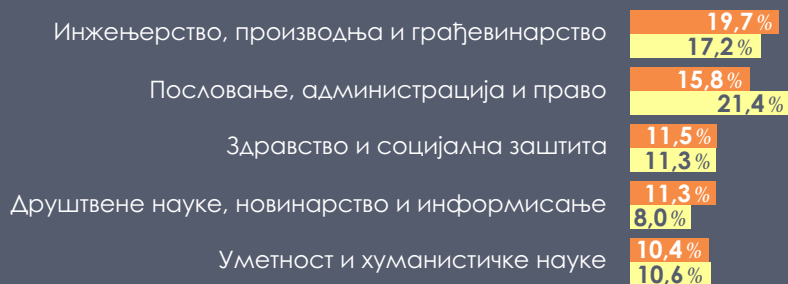 Инжењерство, производња и грађевинарство 19,7%
17,2%
Пословање, администрација и право 15,8%
21,4%
Здравство и социјална заштита 11,5%
11,3%
Друштвене науке, новинарство и информисање 11,3%
8,0%
Уметност и хуманистичке науке 10,4%
10,6%